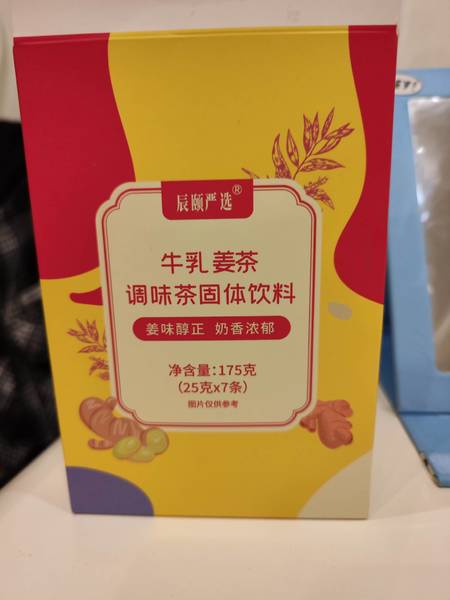 辰颐严选®
牛乳姜茶
调味茶固体饮料
姜味醇正 奶香浓郁
净含量:175克
(25克x7条)
图片仅供参考